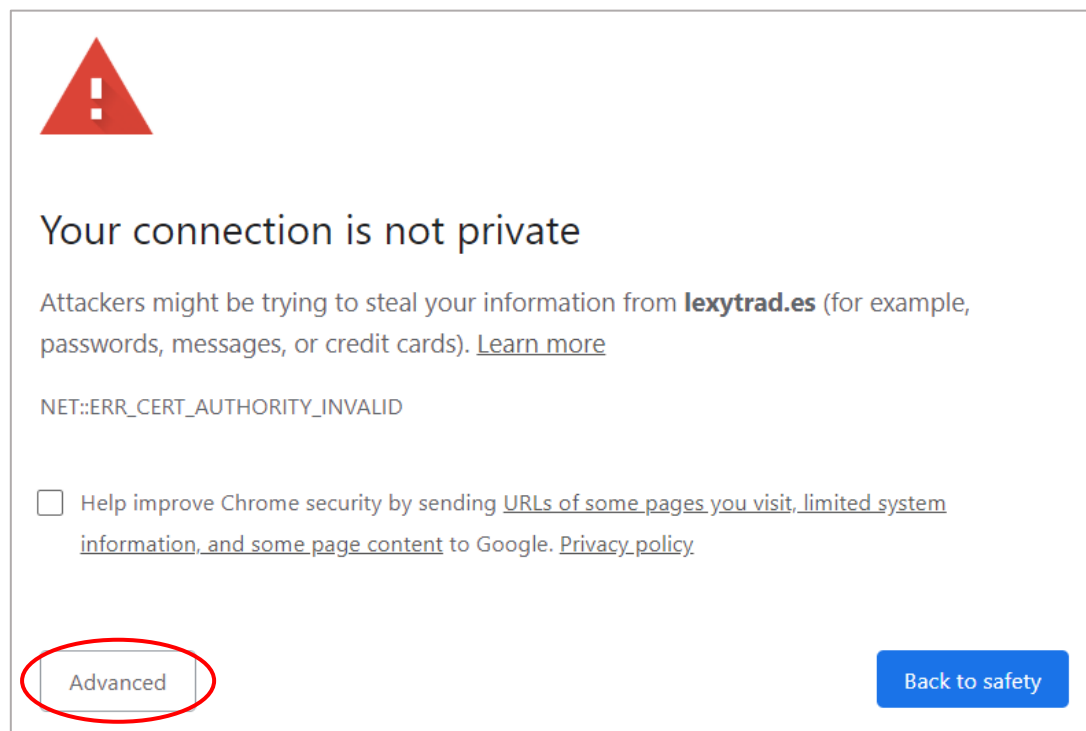 Your connection is not private
Attackers might be trying to steal your information from lexytrad.es (for example,
passwords, messages, or credit cards). Learn more
NET::ERR_CERT_AUTHORITY_INVALID
Help improve Chrome security by sending URLs of some pages you visit, limited system
information, and some page content to Google. Privacy policy
Advanced
Back to safety